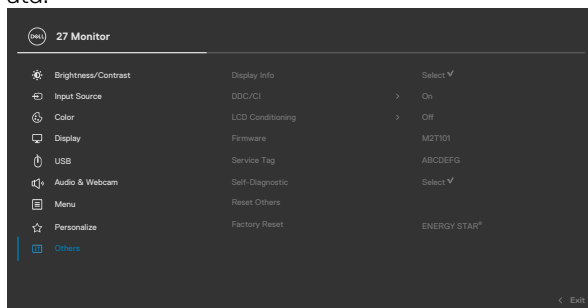 DELL 27 Monitor
Brightness/Contrast Display Info Select ✓
Input Source DDC/CI > On
Color LCD Conditioning > Off
Display Firmware M2T101
USB Service Tag ABCDEFG
Audio & Webcam Self-Diagnostic Select ✓
Menu Reset Others
Personalize Factory Reset ENERGY STAR®
Others
< Exit